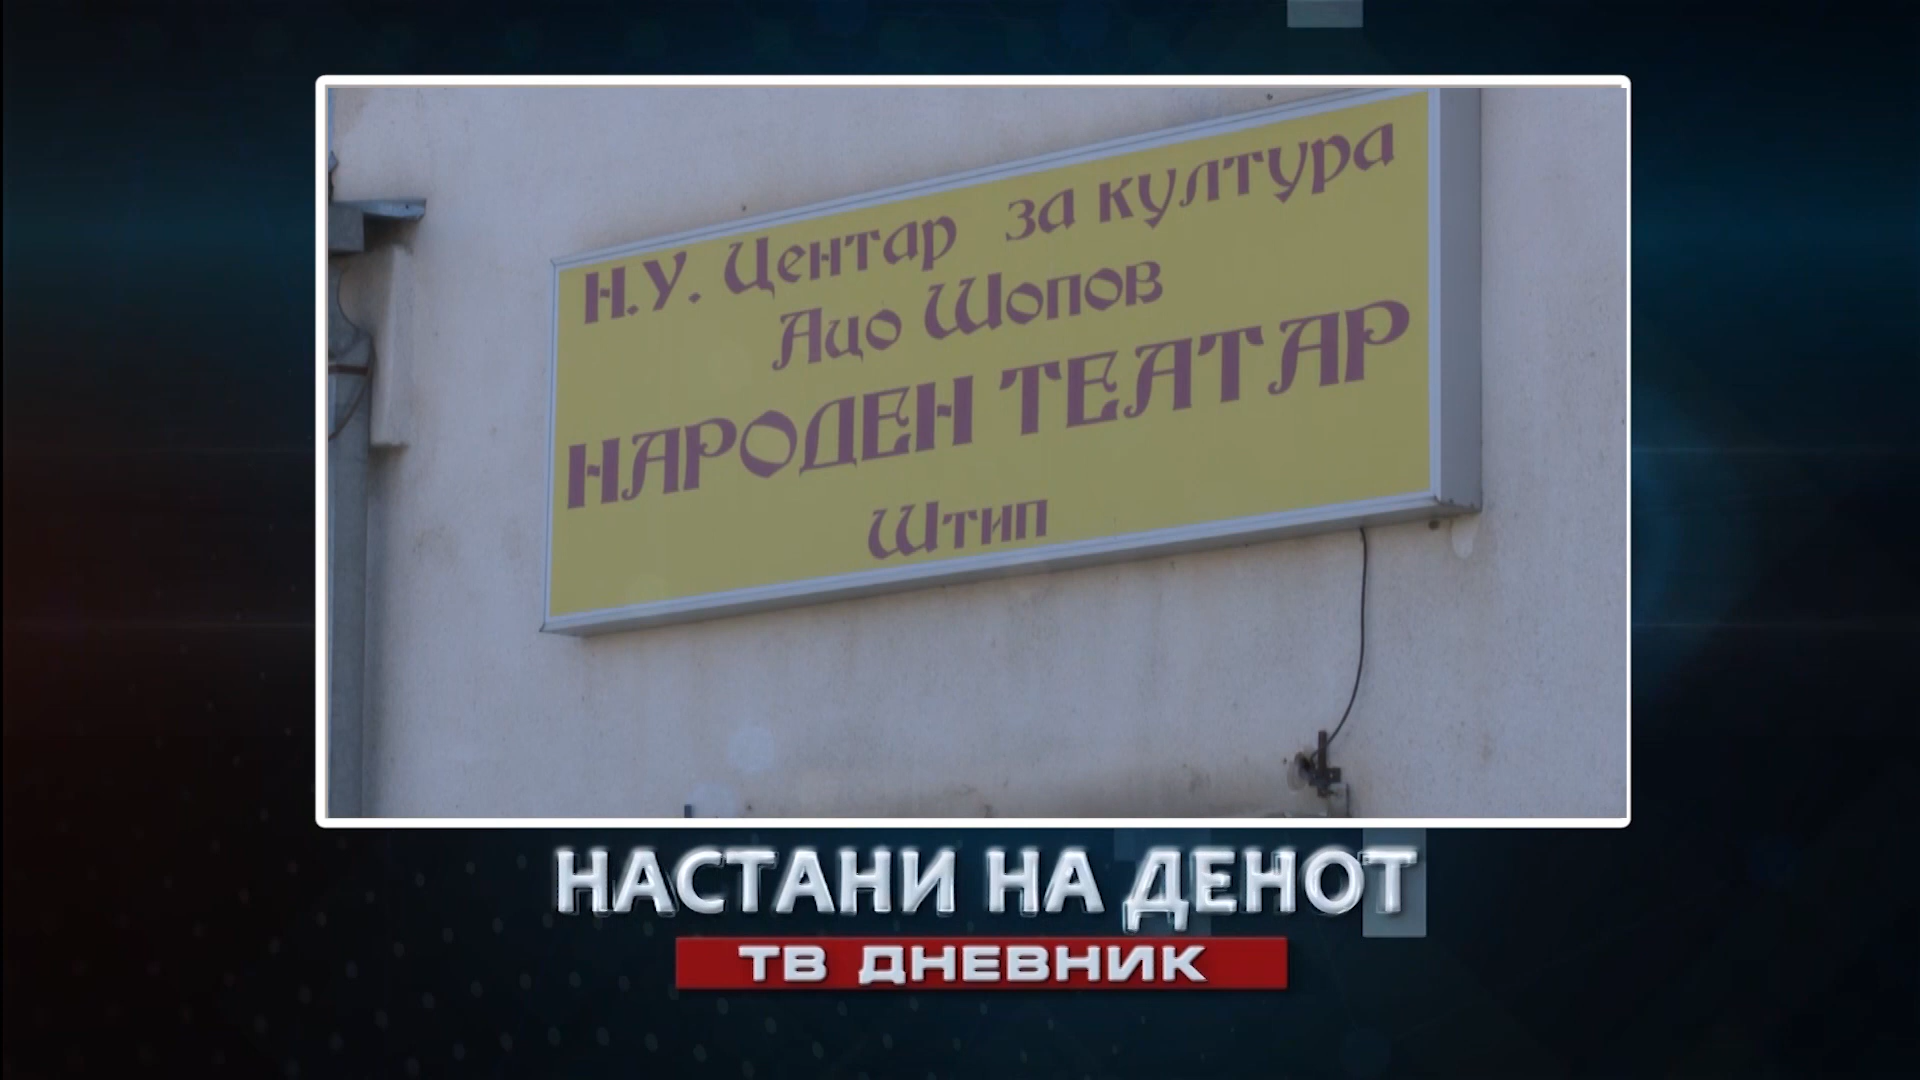 Н.У. Центар за култура
Ацо Шопов
НАРОДЕН ТЕАТАР
Штип
НАСТАНИ НА ДЕНОТ
ТВ ДНЕВНИК